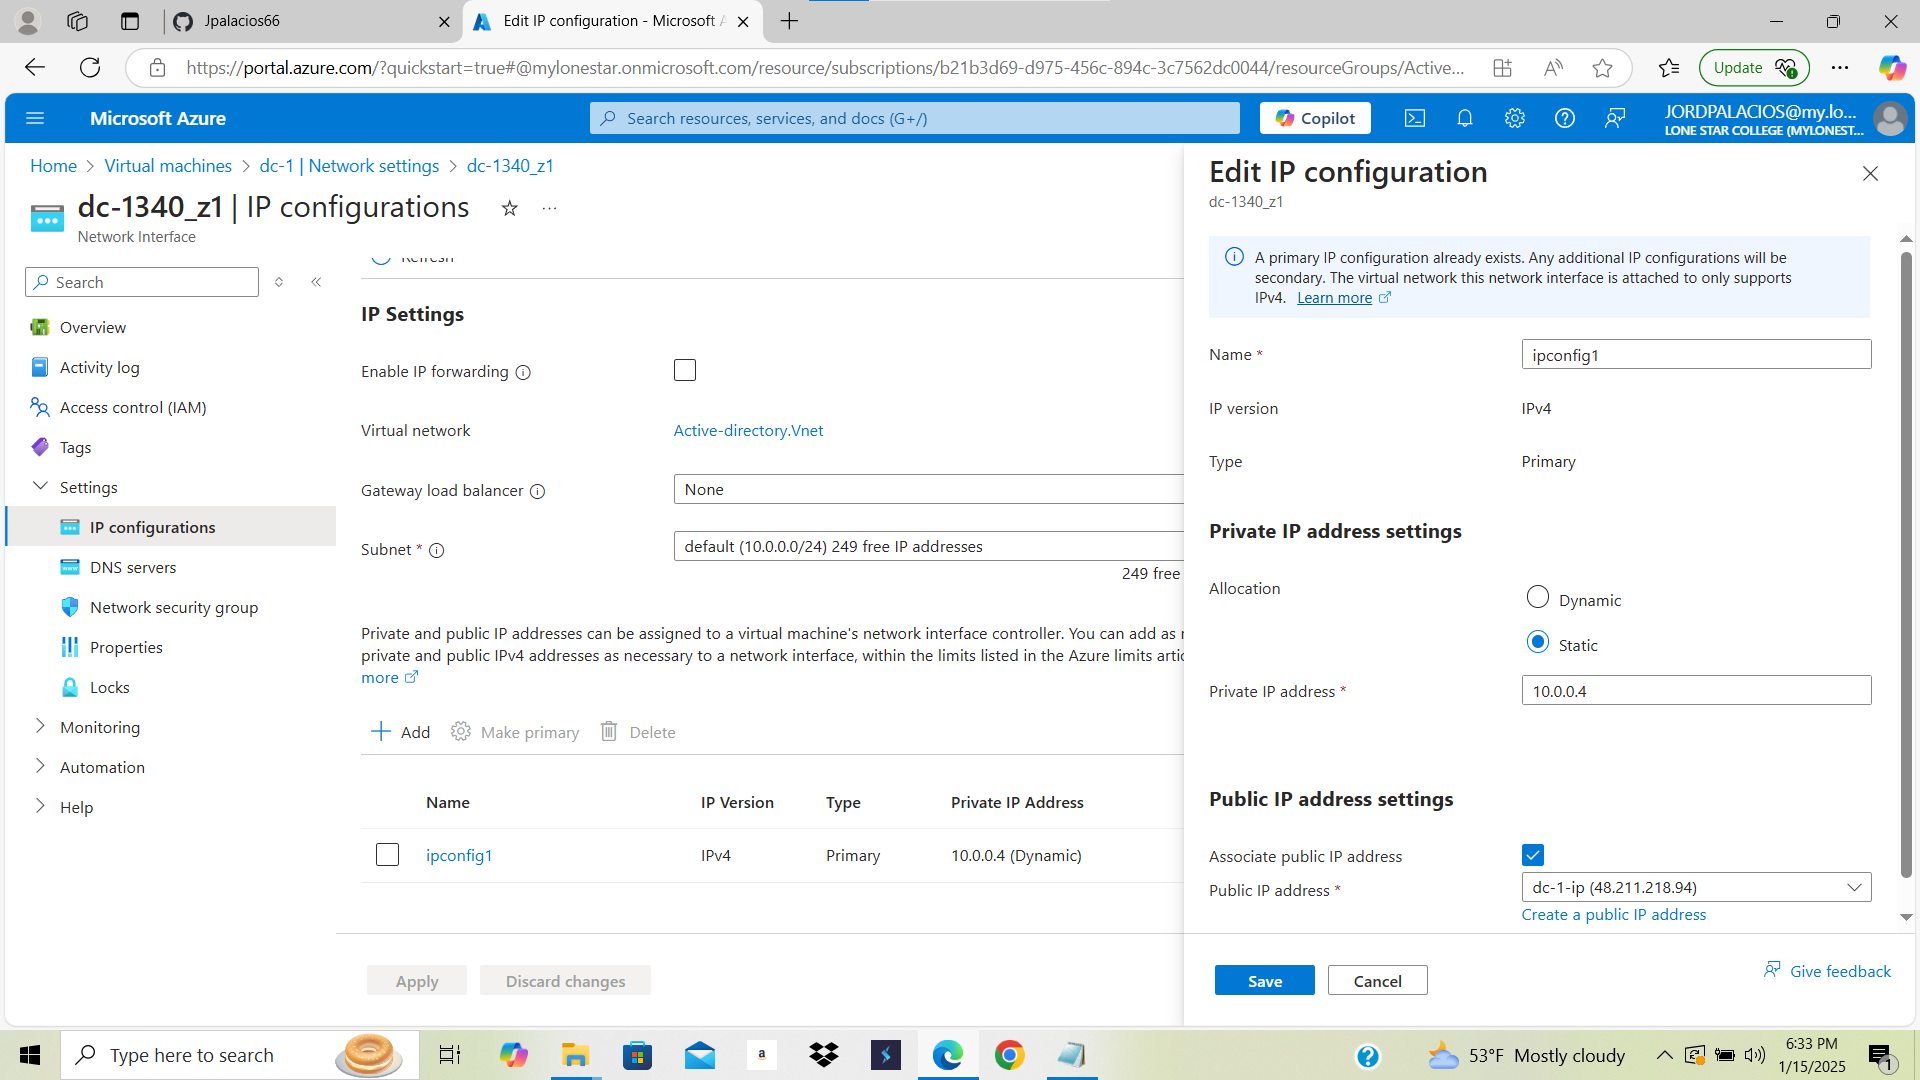 Jpalacios66
Edit IP configuration - Microsoft A
https://portal.azure.com/?quickstart=true#@mylonestar.onmicrosoft.com/resource/subscriptions/b21b3d69-d975-456c-894c-3c7562dc0044/resourceGroups/Active...
Update
Microsoft Azure
Search resources, services, and docs (G+/)
Copilot
JORDPALACIOS@my.lo...
LONE STAR COLLEGE (MYLONEST...
Home
Virtual machines
dc-1 | Network settings
dc-1340_z1
dc-1340_z1 | IP configurations
Network Interface
Search
Overview
Activity log
Access control (IAM)
Tags
Settings
IP configurations
DNS servers
Network security group
Properties
Locks
Monitoring
Automation
Help
Refresh
IP Settings
Enable IP forwarding
Virtual network
Active-directory.Vnet
Gateway load balancer
None
Subnet *
default (10.0.0.0/24) 249 free IP addresses
249 free
Private and public IP addresses can be assigned to a virtual machine's network interface controller. You can add as
private and public IPv4 addresses as necessary to a network interface, within the limits listed in the Azure limits arti
more
Add
Make primary
Delete
Name IP Version Type Private IP Address
ipconfig1 IPv4 Primary 10.0.0.4 (Dynamic)
Apply
Discard changes
Edit IP configuration
dc-1340_z1
A primary IP configuration already exists. Any additional IP configurations will be
secondary. The virtual network this network interface is attached to only supports
IPv4. Learn more
Name *
ipconfig1
IP version
IPv4
Type
Primary
Private IP address settings
Allocation
Dynamic
Static
Private IP address *
10.0.0.4
Public IP address settings
Associate public IP address
Public IP address *
dc-1-ip (48.211.218.94)
Create a public IP address
Save
Cancel
Give feedback
Type here to search
a
53°F Mostly cloudy
6:33 PM
1/15/2025
1